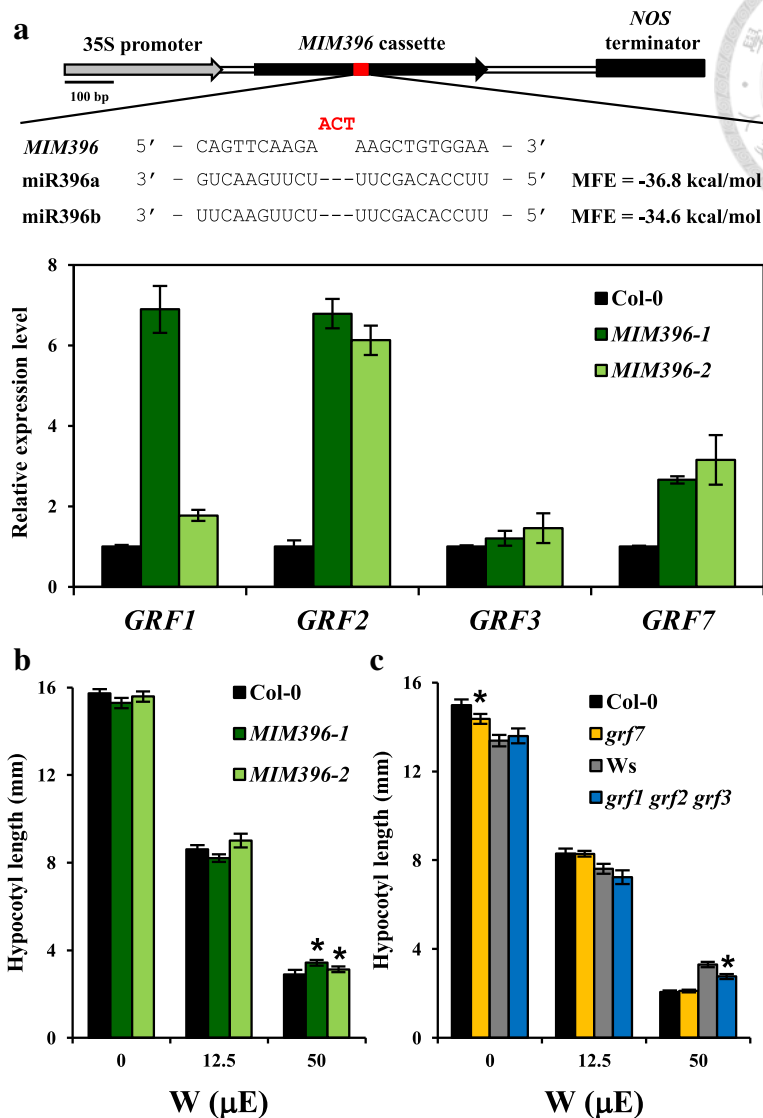 a
35S promoter
MIM396 cassette
NOS terminator
100 bp
ACT
MIM396 5' – CAGTTCAAGA AAGCTGTGGAA – 3'
miR396a 3' – GUCAAGUUCU---UUCGACACCUU – 5' MFE = -36.8 kcal/mol
miR396b 3' – UUCAAGUUCU---UUCGACACCUU – 5' MFE = -34.6 kcal/mol
Relative expression level
8
6
4
2
0
Col-0
MIM396-1
MIM396-2
GRF1 GRF2 GRF3 GRF7
b
Hypocotyl length (mm)
16
12
8
4
0
Col-0
MIM396-1
MIM396-2
* *
0 12.5 50
W (μE)
c
Hypocotyl length (mm)
16
12
8
4
0
Col-0
grf7
Ws
grf1 grf2 grf3
* *
0 12.5 50
W (μE)